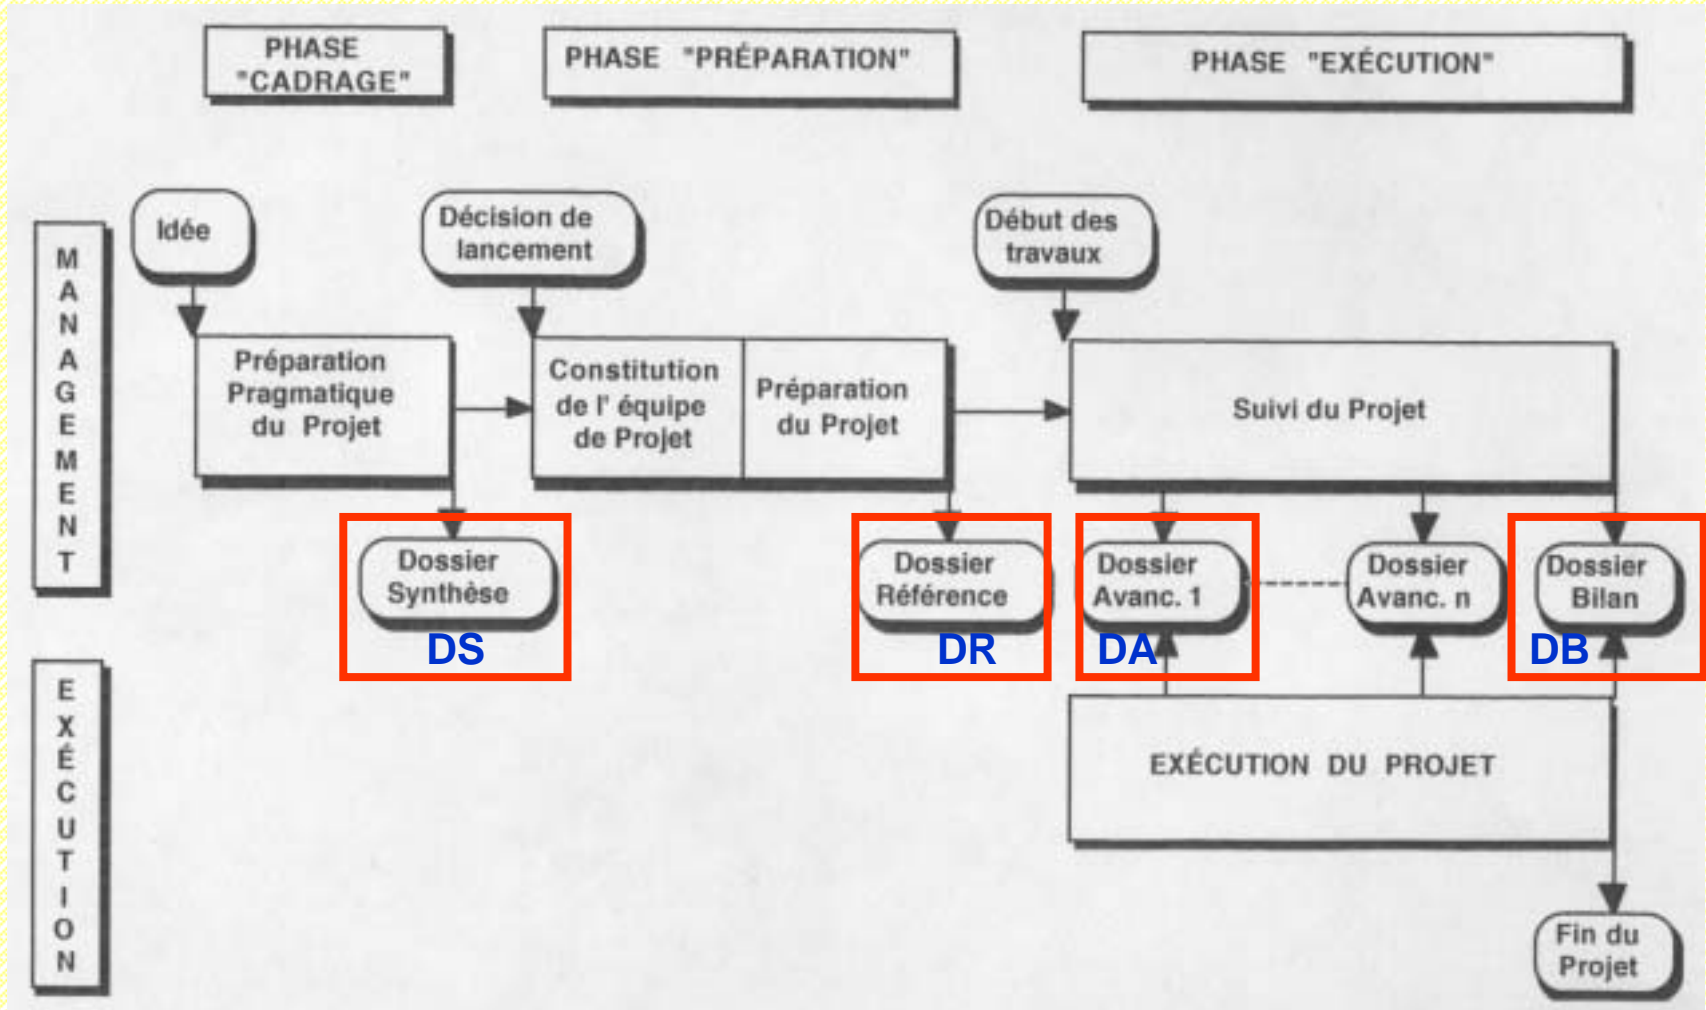 PHASE
"CADRAGE"
PHASE "PRÉPARATION"
PHASE "EXÉCUTION"
MANAGEMENT
Idée
Décision de
lancement
Début des
travaux
Préparation
Pragmatique
du Projet
Constitution
de l' équipe
de Projet
Préparation
du Projet
Suivi du Projet
Dossier
Synthèse
DS
Dossier
Référence
DR
Dossier
Avanc. 1
DA
Dossier
Avanc. n
Dossier
Bilan
DB
EXÉCUTION
EXÉCUTION DU PROJET
Fin du
Projet